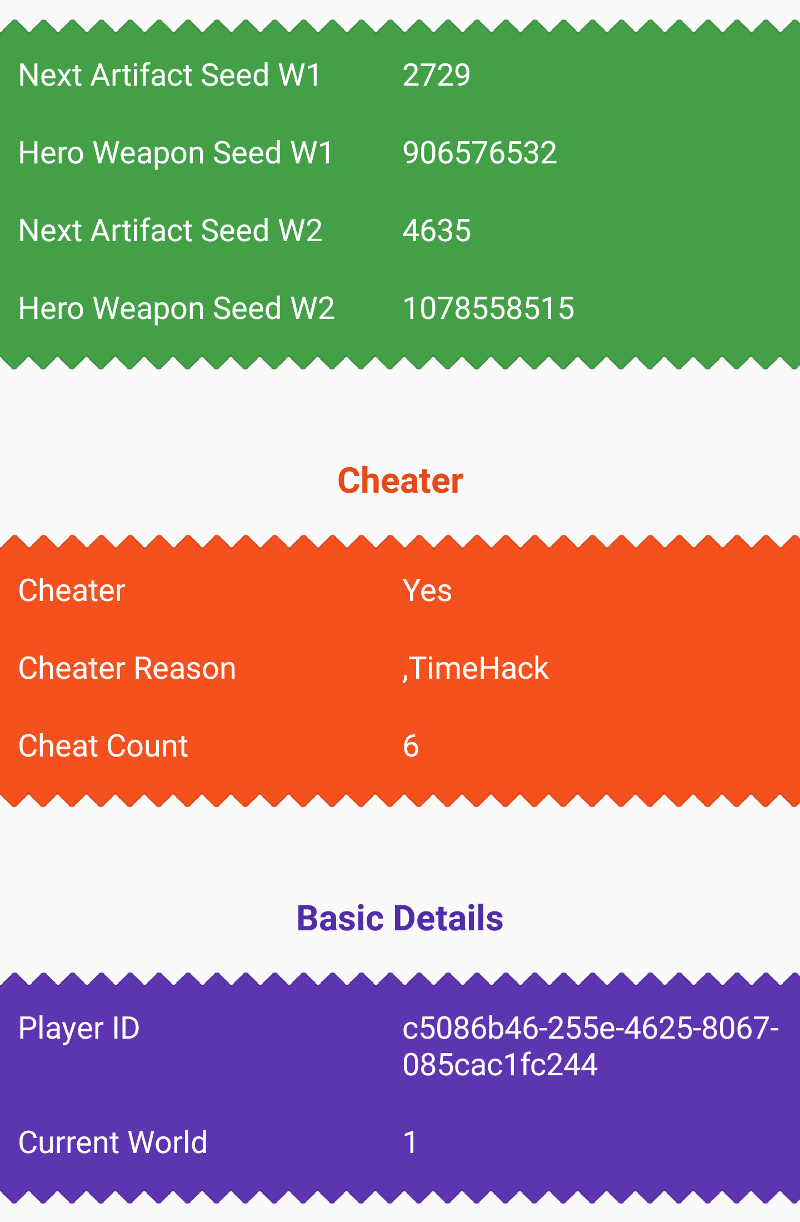 Next Artifact Seed W1 2729
Hero Weapon Seed W1 906576532
Next Artifact Seed W2 4635
Hero Weapon Seed W2 1078558515
Cheater
Cheater Yes
Cheater Reason ,TimeHack
Cheat Count 6
Basic Details
Player ID c5086b46-255e-4625-8067-
085cac1fc244
Current World 1